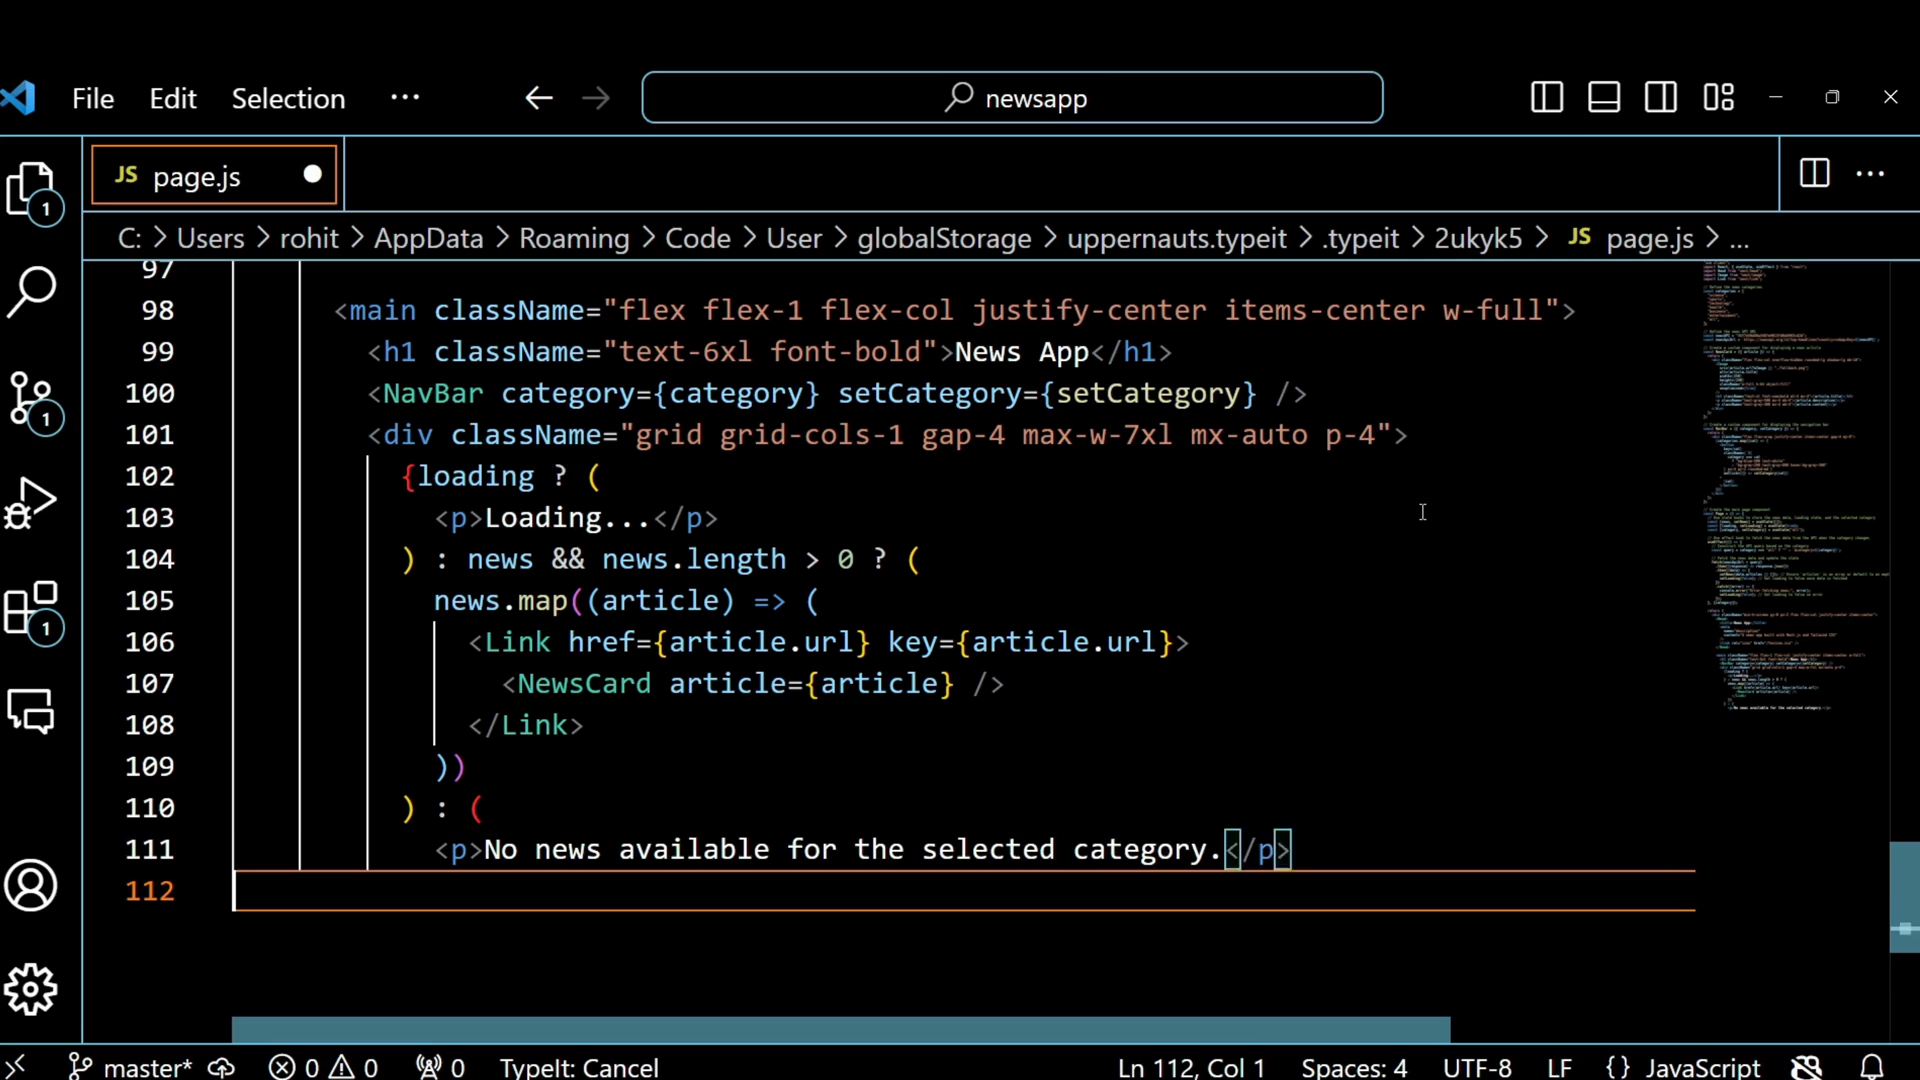 File Edit Selection ··· newsapp
JS page.js
C: > Users > rohit > AppData > Roaming > Code > User > globalStorage > uppernauts.typeit > .typeit > 2ukyk5 > JS page.js > ...
97
98 <main className="flex flex-1 flex-col justify-center items-center w-full">
99 <h1 className="text-6xl font-bold">News App</h1>
100 <NavBar category={category} setCategory={setCategory} />
101 <div className="grid grid-cols-1 gap-4 max-w-7xl mx-auto p-4">
102 {loading ? (
103 <p>Loading...</p>
104 ) : news && news.length > 0 ? (
105 news.map((article) => (
106 <Link href={article.url} key={article.url}>
107 <NewsCard article={article} />
108 </Link>
109 ))
110 ) : (
111 <p>No news available for the selected category.</p>
112
1
1
1
master* 0 0 0 TypeIt: Cancel Ln 112, Col 1 Spaces: 4 UTF-8 LF {} JavaScript